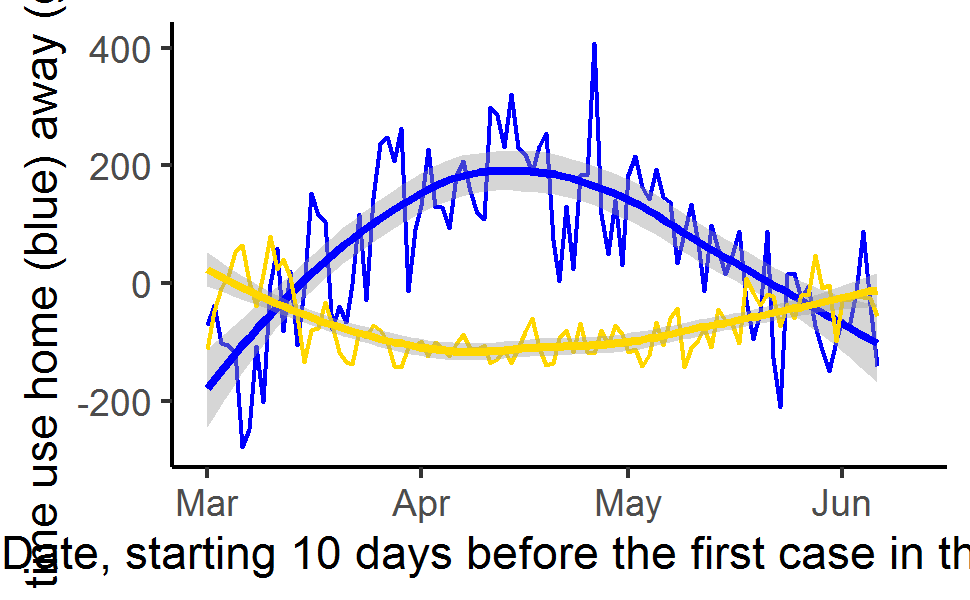 time use home (blue) away (
400
200
0
-200
Mar Apr May Jun
Date, starting 10 days before the first case in th